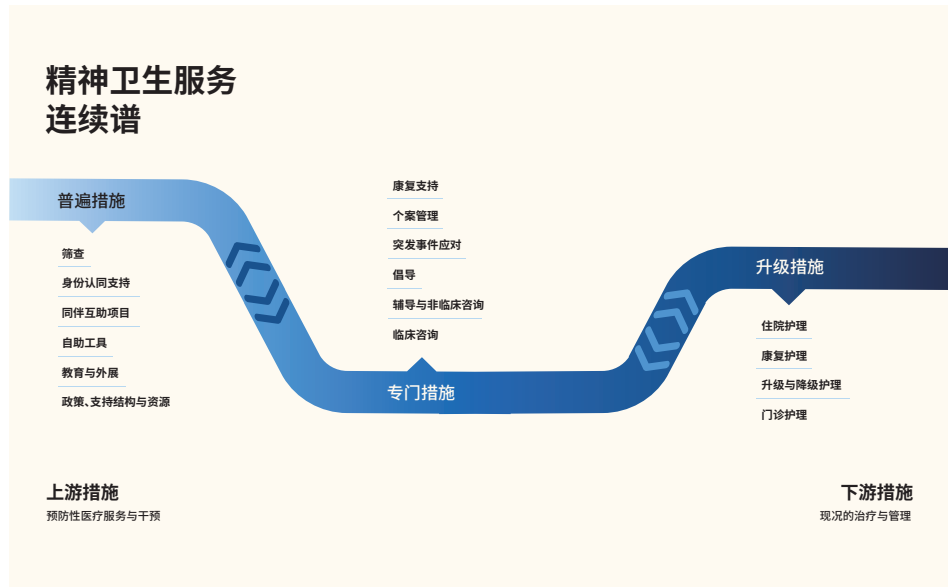 精神卫生服务
连续谱
普遍措施
筛查
身份认同支持
同伴互助项目
自助工具
教育与外展
政策、支持结构与资源
康复支持
个案管理
突发事件应对
倡导
辅导与非临床咨询
临床咨询
专门措施
升级措施
住院护理
康复护理
升级与降级护理
门诊护理
上游措施
预防性医疗服务与干预
下游措施
现况的治疗与管理